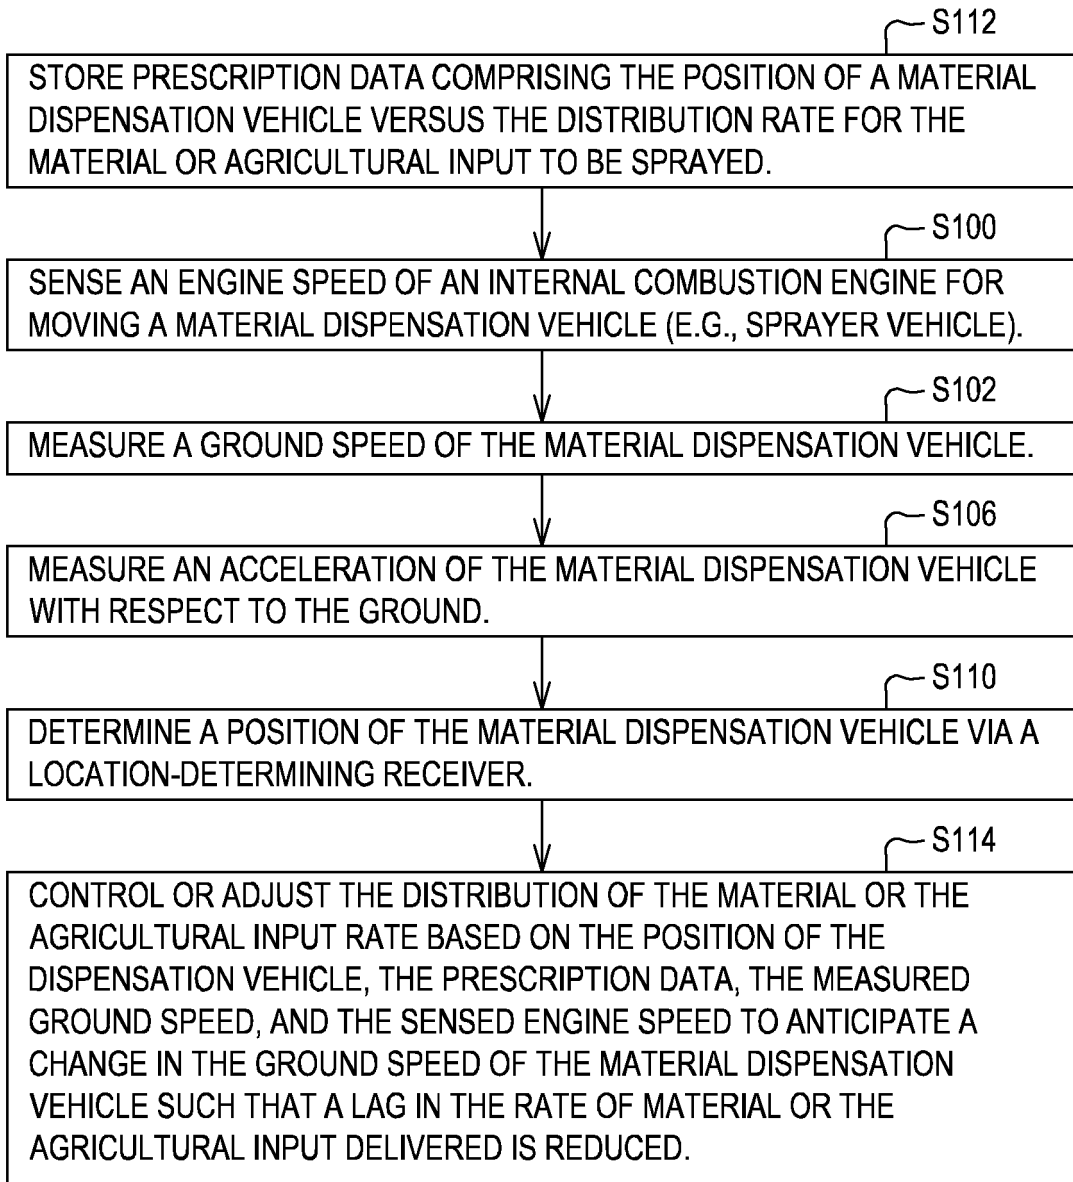 S112
STORE PRESCRIPTION DATA COMPRISING THE POSITION OF A MATERIAL
DISPENSATION VEHICLE VERSUS THE DISTRIBUTION RATE FOR THE
MATERIAL OR AGRICULTURAL INPUT TO BE SPRAYED.
S100
SENSE AN ENGINE SPEED OF AN INTERNAL COMBUSTION ENGINE FOR
MOVING A MATERIAL DISPENSATION VEHICLE (E.G., SPRAYER VEHICLE).
S102
MEASURE A GROUND SPEED OF THE MATERIAL DISPENSATION VEHICLE.
S106
MEASURE AN ACCELERATION OF THE MATERIAL DISPENSATION VEHICLE
WITH RESPECT TO THE GROUND.
S110
DETERMINE A POSITION OF THE MATERIAL DISPENSATION VEHICLE VIA A
LOCATION-DETERMINING RECEIVER.
S114
CONTROL OR ADJUST THE DISTRIBUTION OF THE MATERIAL OR THE
AGRICULTURAL INPUT RATE BASED ON THE POSITION OF THE
DISPENSATION VEHICLE, THE PRESCRIPTION DATA, THE MEASURED
GROUND SPEED, AND THE SENSED ENGINE SPEED TO ANTICIPATE A
CHANGE IN THE GROUND SPEED OF THE MATERIAL DISPENSATION
VEHICLE SUCH THAT A LAG IN THE RATE OF MATERIAL OR THE
AGRICULTURAL INPUT DELIVERED IS REDUCED.